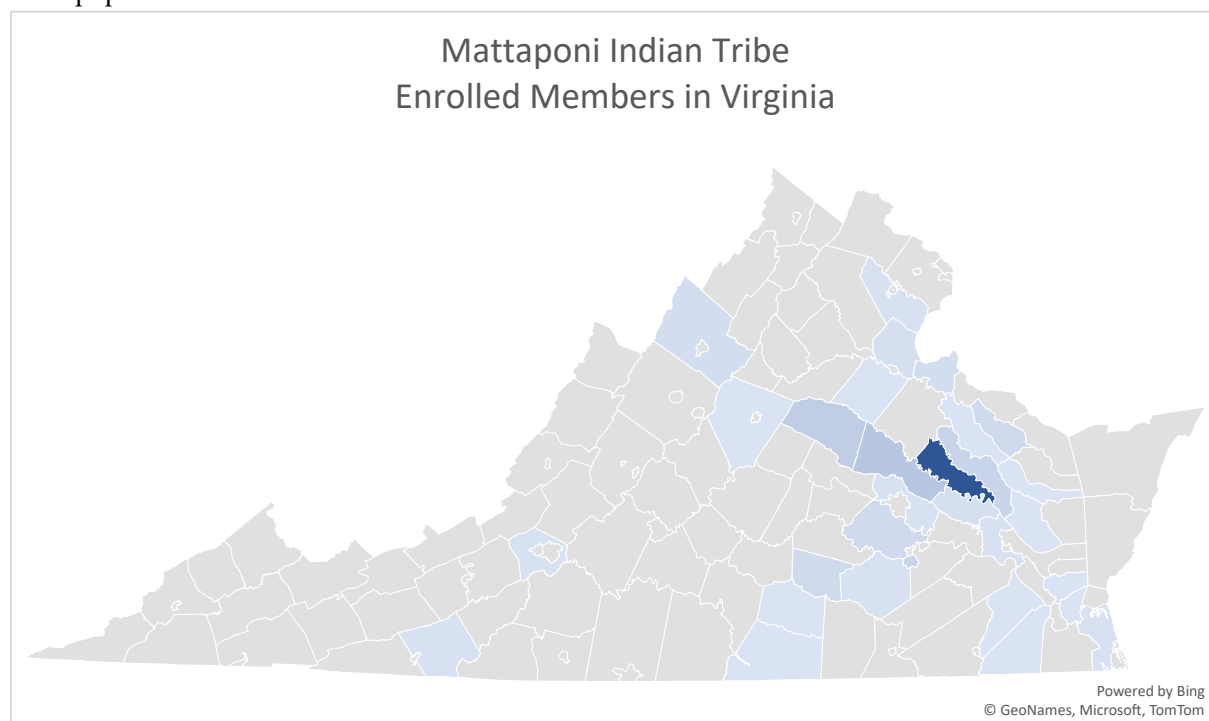 Mattaponi Indian Tribe
Enrolled Members in Virginia
Powered by Bing
© GeoNames, Microsoft, TomTom